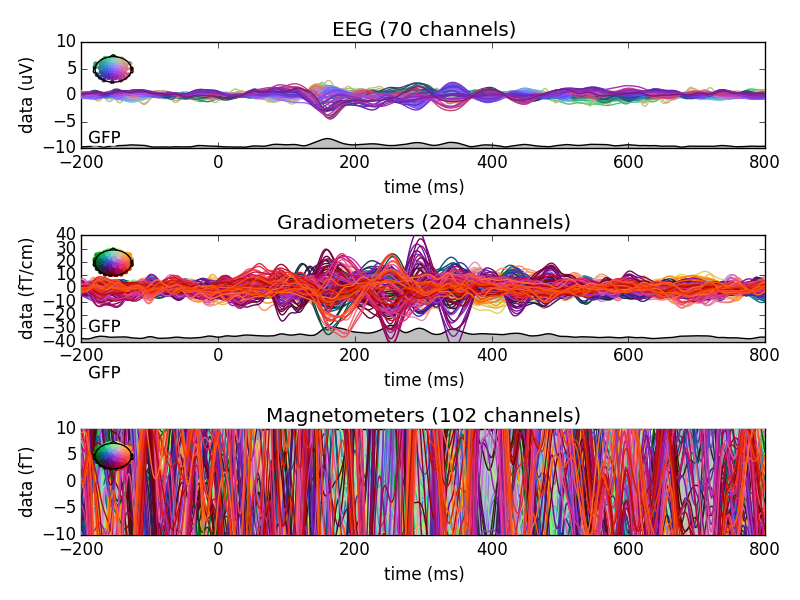 EEG (70 channels)
data (uV)
10
5
0
−5
−10
GFP
−200 0 200 400 600 800
time (ms)
Gradiometers (204 channels)
data (fT/cm)
40
30
20
10
0
−10
−20
−30
−40
GFP
−200 0 200 400 600 800
GFP
time (ms)
Magnetometers (102 channels)
data (fT)
10
5
0
−5
−10
−200 0 200 400 600 800
time (ms)